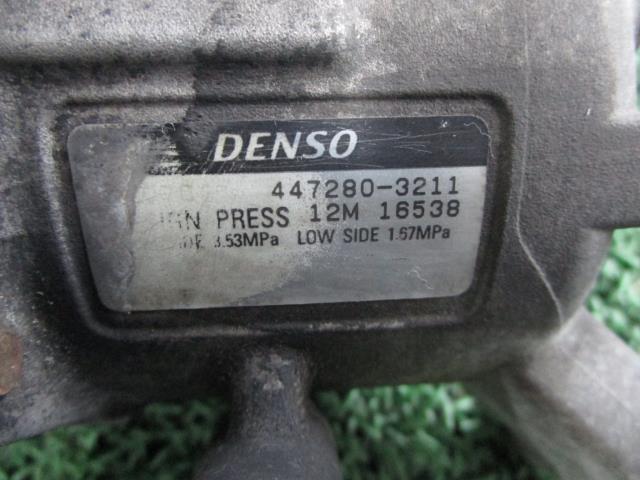 DENSO
447280-3211
PRESS 12M 16538
3.53MPa LOW SIDE 1.67MPa